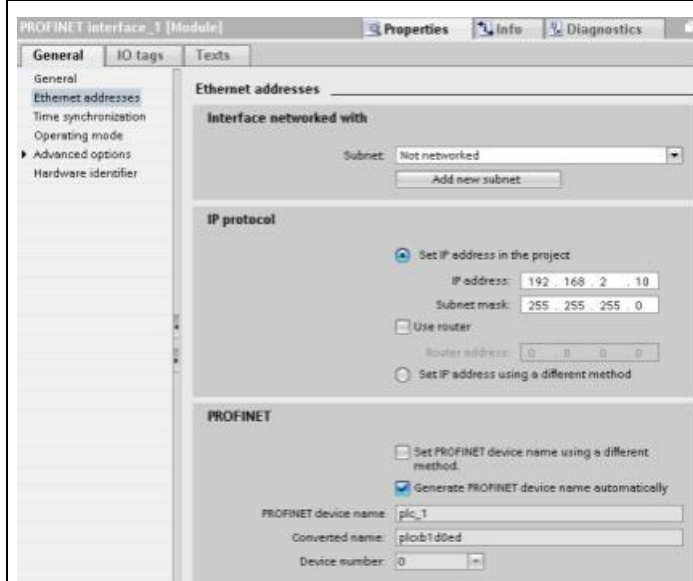 PROFINET interface_1 [Module]
Properties
Info
Diagnostics
General
IO tags
Texts
General
Ethernet addresses
Time synchronization
Operating mode
Advanced options
Hardware identifier
Ethernet addresses
Interface networked with
Subnet: Not networked
Add new subnet
IP protocol
Set IP address in the project
IP address: 192 . 168 . 2 . 10
Subnet mask: 255 . 255 . 255 . 0
Use router
Router address: 0 . 0 . 0 . 0
Set IP address using a different method
PROFINET
Set PROFINET device name using a different
method.
Generate PROFINET device name automatically
PROFINET device name plc_1
Converted name: plcxb1d0ed
Device number: 0